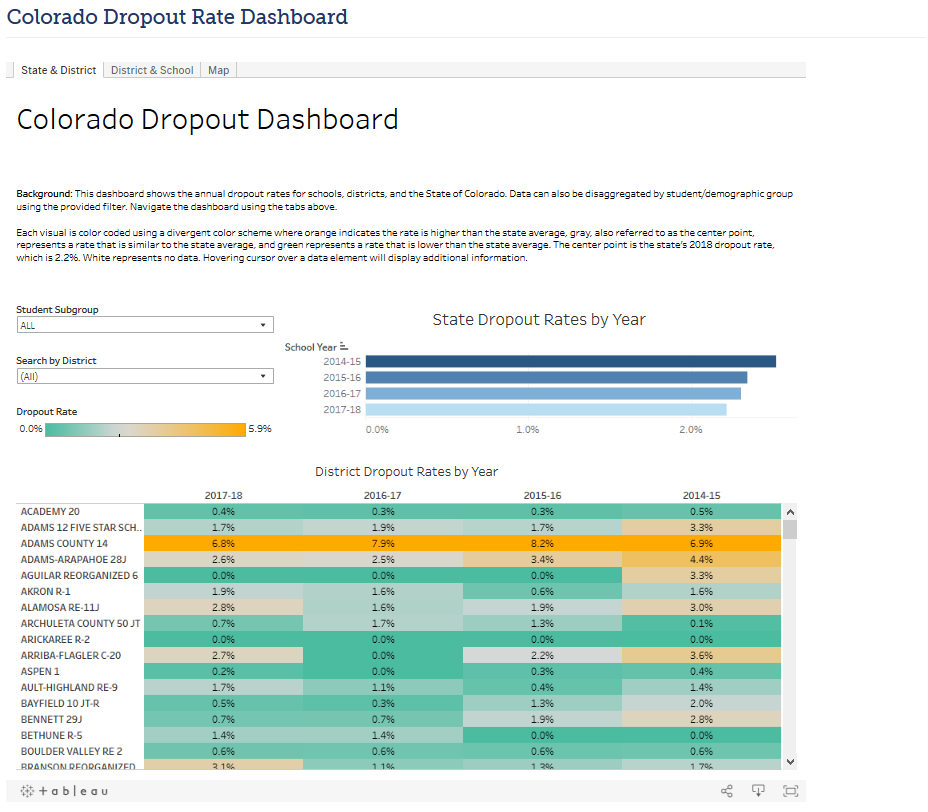 Colorado Dropout Rate Dashboard
State & District District & School Map
Colorado Dropout Dashboard
Background: This dashboard shows the annual dropout rates for schools, districts, and the State of Colorado. Data can also be disaggregated by student/demographic group
using the provided filter. Navigate the dashboard using the tabs above.
Each visual is color coded using a divergent color scheme where orange indicates the rate is higher than the state average, gray, also referred to as the center point,
represents a rate that is similar to the state average, and green represents a rate that is lower than the state average. The center point is the state's 2018 dropout rate,
which is 2.2%. White represents no data. Hovering cursor over a data element will display additional information.
Student Subgroup
ALL
Search by District
(All)
Dropout Rate
0.0% 5.9%
State Dropout Rates by Year
School Year
2014-15
2015-16
2016-17
2017-18
0.0% 1.0% 2.0%
District Dropout Rates by Year
2017-18 2016-17 2015-16 2014-15
ACADEMY 20 0.4% 0.3% 0.3% 0.5%
ADAMS 12 FIVE STAR SCH.. 1.7% 1.9% 1.7% 3.3%
ADAMS COUNTY 14 6.8% 7.9% 8.2% 6.9%
ADAMS-ARAPAHOE 28J 2.6% 2.5% 3.4% 4.4%
AGUILAR REORGANIZED 6 0.0% 0.0% 0.0% 3.3%
AKRON R-1 1.9% 1.6% 0.6% 1.6%
ALAMOSA RE-11J 2.8% 1.6% 1.9% 3.0%
ARCHULETA COUNTY 50 JT 0.7% 1.7% 1.3% 0.1%
ARICKAREE R-2 0.0% 0.0% 0.0% 0.0%
ARRIBA-FLAGLER C-20 2.7% 0.0% 2.2% 3.6%
ASPEN 1 0.2% 0.0% 0.3% 0.4%
AULT-HIGHLAND RE-9 1.7% 1.1% 0.4% 1.4%
BAYFIELD 10 JT-R 0.5% 0.3% 1.3% 2.0%
BENNETT 29J 0.7% 0.7% 1.9% 2.8%
BETHUNE R-5 1.4% 1.4% 0.0% 0.0%
BOULDER VALLEY RE 2 0.6% 0.6% 0.6% 0.6%
BRANSON REORGANIZED 3.1% 1.1% 1.3% 1.7%
+ a b l e a u